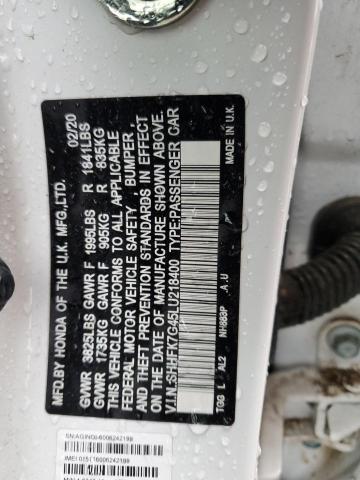 MFD.BY HONDA OF THE U.K. MFG.,LTD. 02/20
GVWR 3825LBS GAWR F 1995LBS R 1841LBS
GVWR 1735KG GAWR F 905KG R 835KG
THIS VEHICLE CONFORMS TO ALL APPLICABLE
FEDERAL MOTOR VEHICLE SAFETY, BUMPER,
AND THEFT PREVENTION STANDARDS IN EFFECT
ON THE DATE OF MANUFACTURE SHOWN ABOVE.
V.I.N.:SHHFK7G45LU218400 TYPE:PASSENGER CAR
NH883P .A .U MADE IN U.K.
TGG L AL2